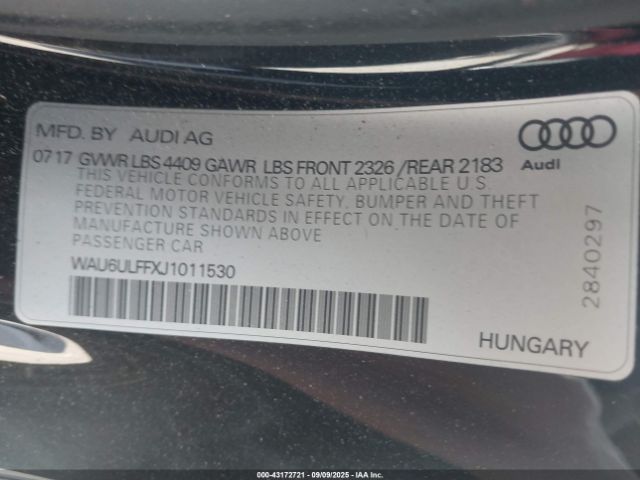 MFD. BY AUDI AG
0717 GVWR LBS 4409 GAWR LBS FRONT 2326 /REAR 2183
THIS VEHICLE CONFORMS TO ALL APPLICABLE U.S.
FEDERAL MOTOR VEHICLE SAFETY, BUMPER AND THEFT
PREVENTION STANDARDS IN EFFECT ON THE DATE OF
MANUFACTURE SHOWN ABOVE
PASSENGER CAR
WAU6ULFFXJ1011530
Audi
2840297
HUNGARY
000-43172721 - 09/09/2025 - ©IAA Services, LLC